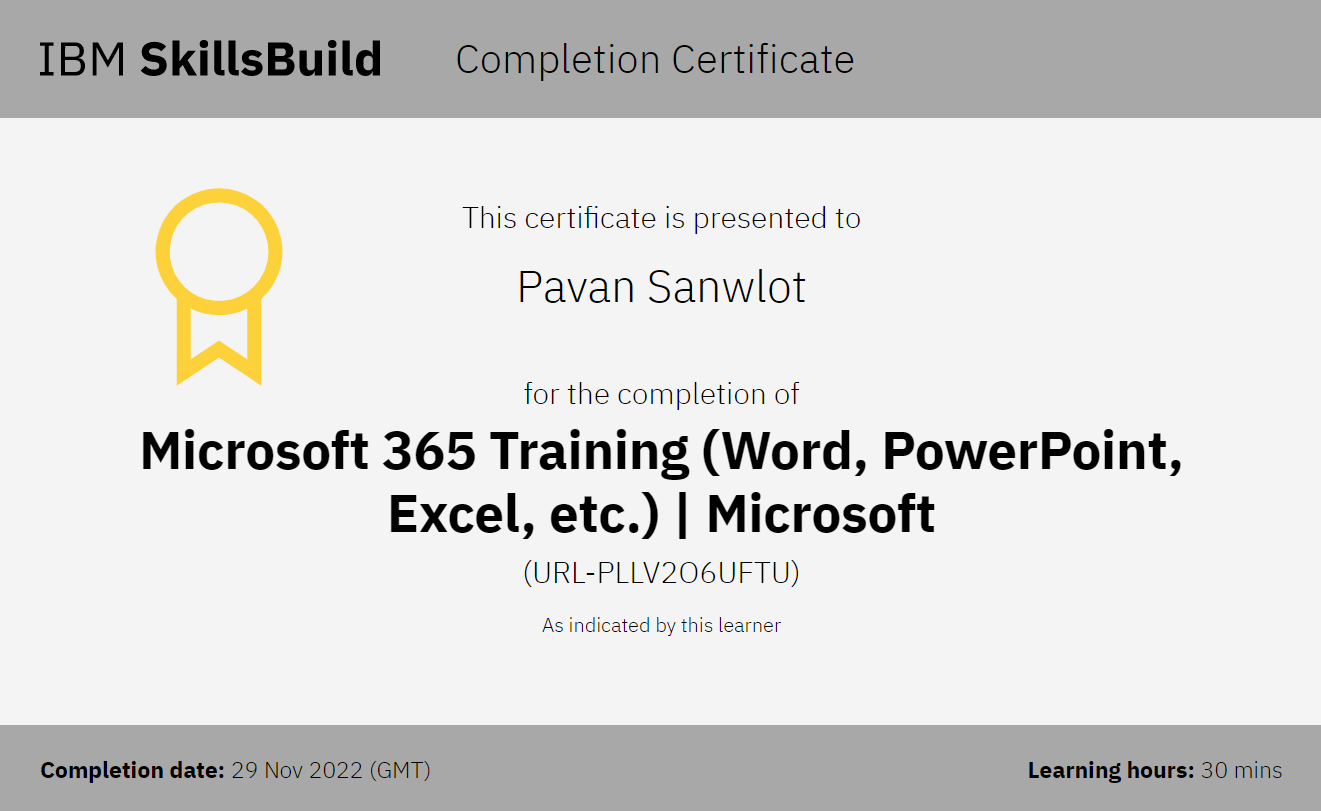 IBM SkillsBuild Completion Certificate
This certificate is presented to
Pavan Sanwlot
for the completion of
Microsoft 365 Training (Word, PowerPoint,
Excel, etc.) | Microsoft
(URL-PLLV2O6UFTU)
As indicated by this learner
Completion date: 29 Nov 2022 (GMT)
Learning hours: 30 mins